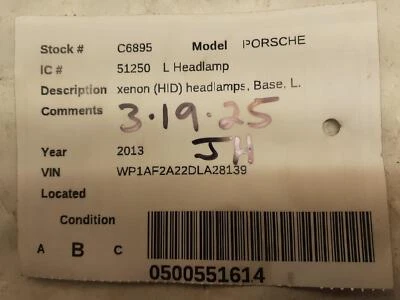 Stock # C6895 Model PORSCHE
IC # 51250 L Headlamp
Description xenon (HID) headlamps, Base, L.
Comments 3.19.25
JH
Year 2013
VIN WP1AF2A22DLA28139
Located
Condition
A B C
0500551614